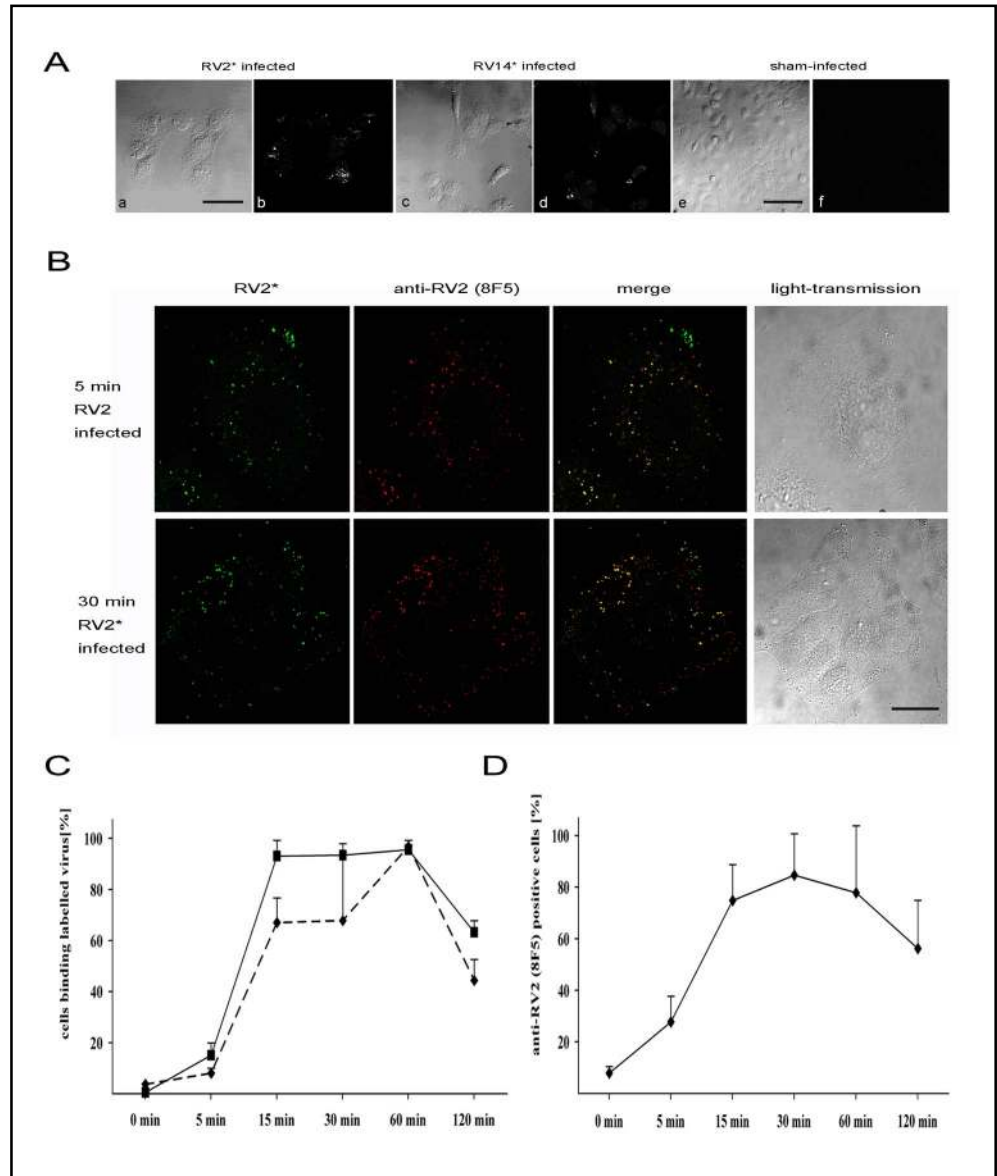 A
RV2* infected RV14* infected sham-infected
a b c d e f
B
RV2* anti-RV2 (8F5) merge light-transmission
5 min
RV2
infected
30 min
RV2*
infected
C
cells binding labelled virus[%]
100
80
60
40
20
0 min 5 min 15 min 30 min 60 min 120 min
D
anti-RV2 (8F5) positive cells [%]
100
80
60
40
20
0 min 5 min 15 min 30 min 60 min 120 min